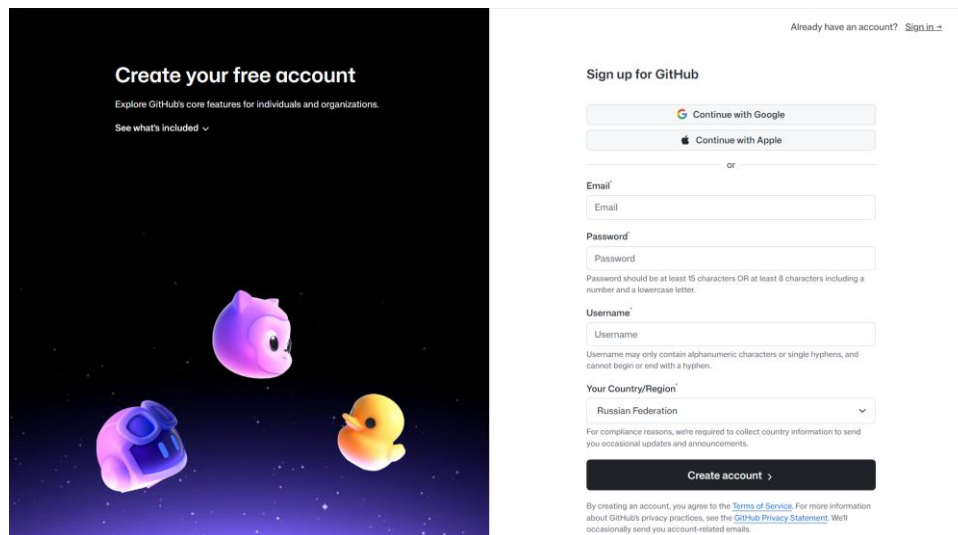 Already have an account? Sign in →
Create your free account
Explore GitHub's core features for individuals and organizations.
See what's included
Sign up for GitHub
Continue with Google
Continue with Apple
or
Email*
Email
Password*
Password
Password should be at least 15 characters OR at least 8 characters including a
number and a lowercase letter.
Username*
Username
Username may only contain alphanumeric characters or single hyphens, and
cannot begin or end with a hyphen.
Your Country/Region*
Russian Federation
For compliance reasons, we're required to collect country information to send
you occasional updates and announcements.
Create account >
By creating an account, you agree to the Terms of Service. For more information
about GitHub's privacy practices, see the GitHub Privacy Statement. We'll
occasionally send you account-related emails.